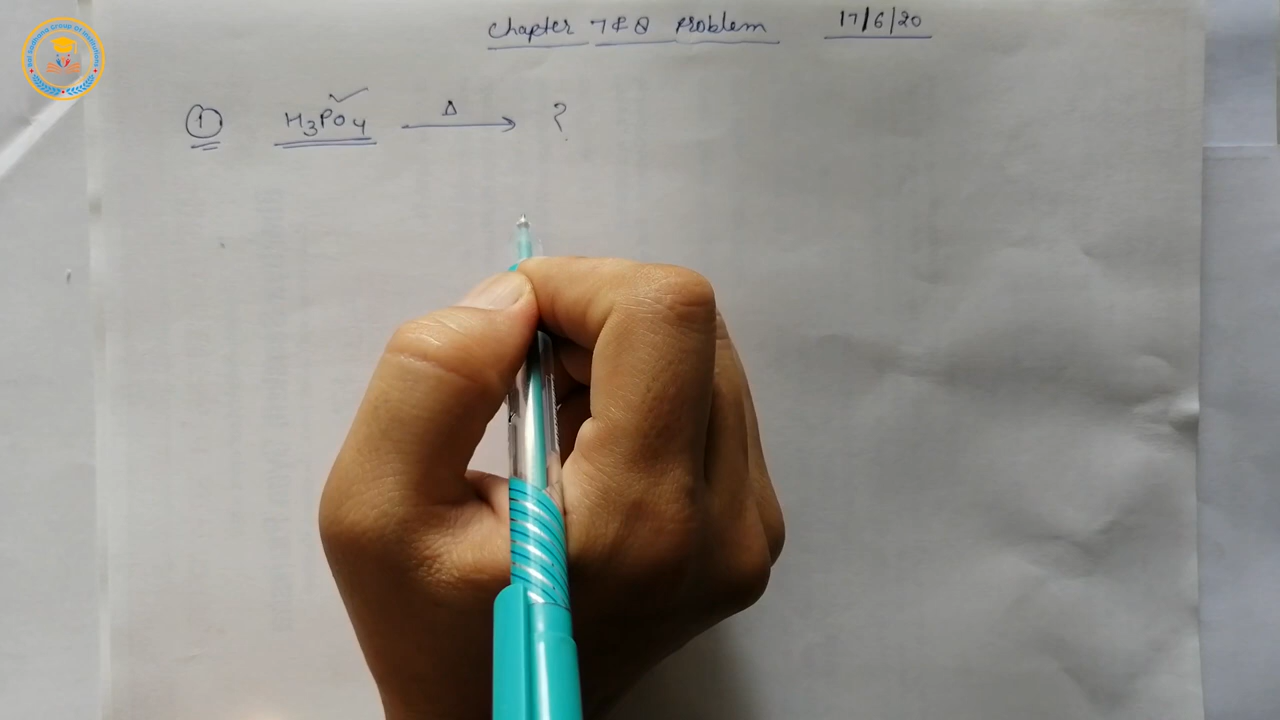 Chapter 7 & 8 Problem 17/6/20
① H3PO4 Δ → ?